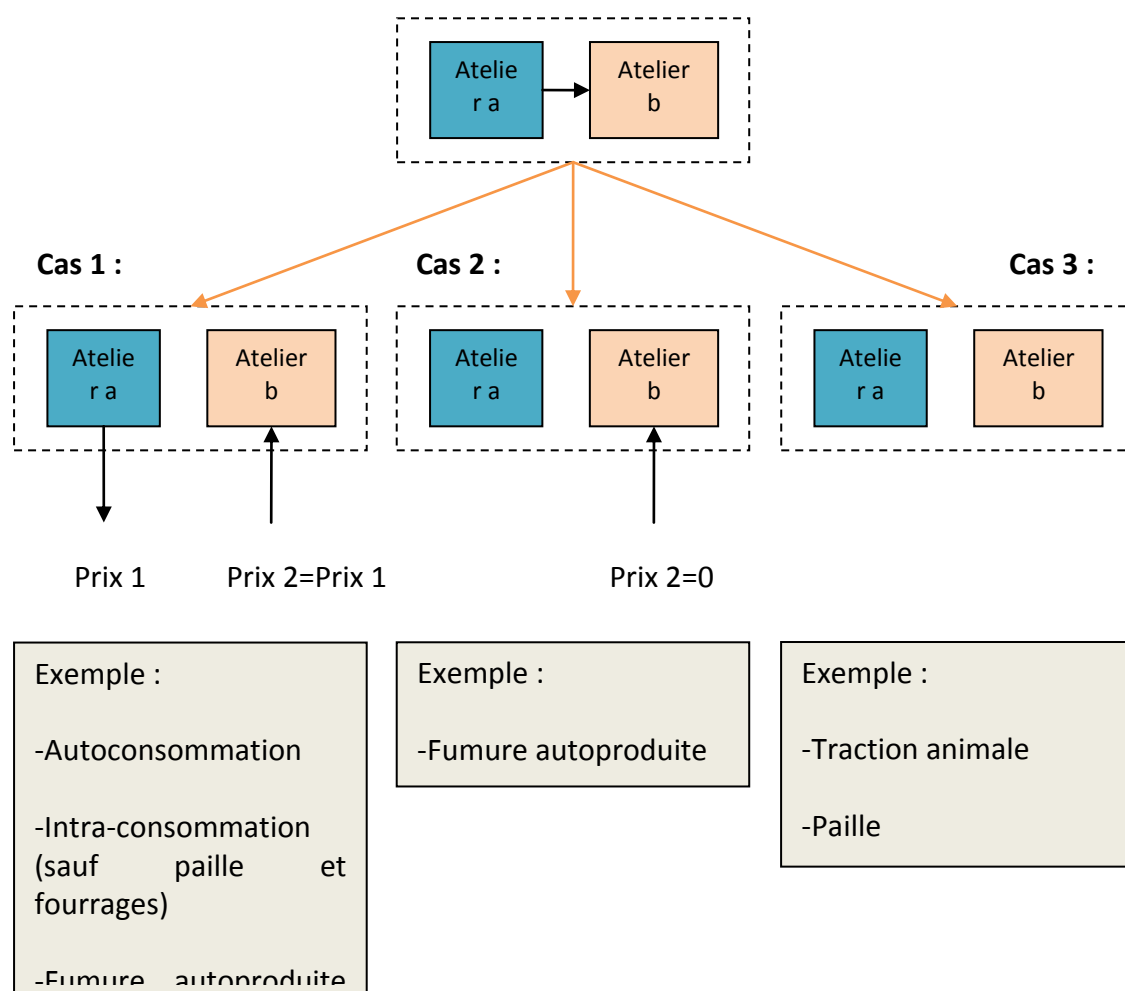 Atelie
r a
Atelier
b
Cas 1 :
Cas 2 :
Cas 3 :
Atelie
r a
Atelier
b
Atelie
r a
Atelier
b
Atelie
r a
Atelier
b
Prix 1
Prix 2=Prix 1
Prix 2=0
Exemple :
-Autoconsommation
-Intra-consommation
(sauf paille et
fourrages)
-Fumure autoproduite
Exemple :
-Fumure autoproduite
Exemple :
-Traction animale
-Paille